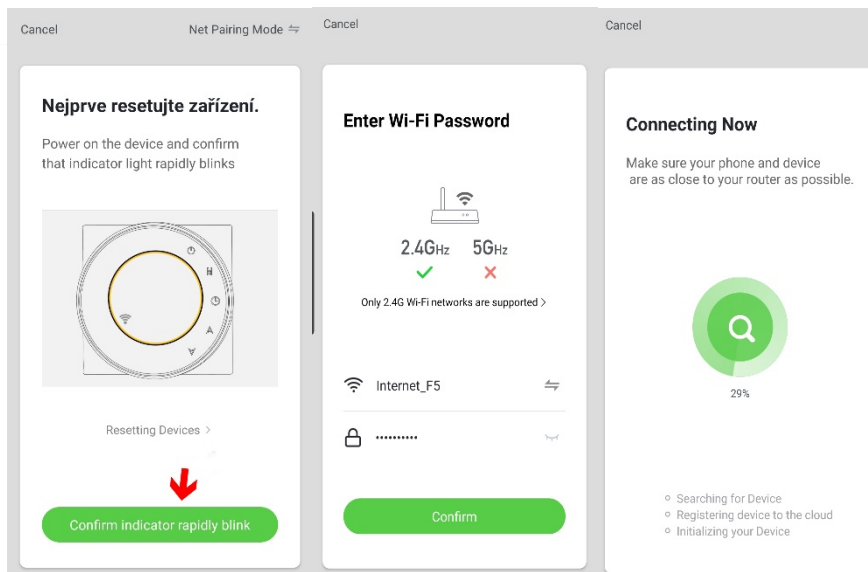 Cancel
Net Pairing Mode
Nejprve resetujte zařízení.
Power on the device and confirm
that indicator light rapidly blinks
Resetting Devices >
Confirm indicator rapidly blink
Cancel
Enter Wi-Fi Password
2.4GHz 5GHz
Only 2.4G Wi-Fi networks are supported >
Internet_F5
••••••••••
Confirm
Cancel
Connecting Now
Make sure your phone and device
are as close to your router as possible.
29%
Searching for Device
Registering device to the cloud
Initializing your Device